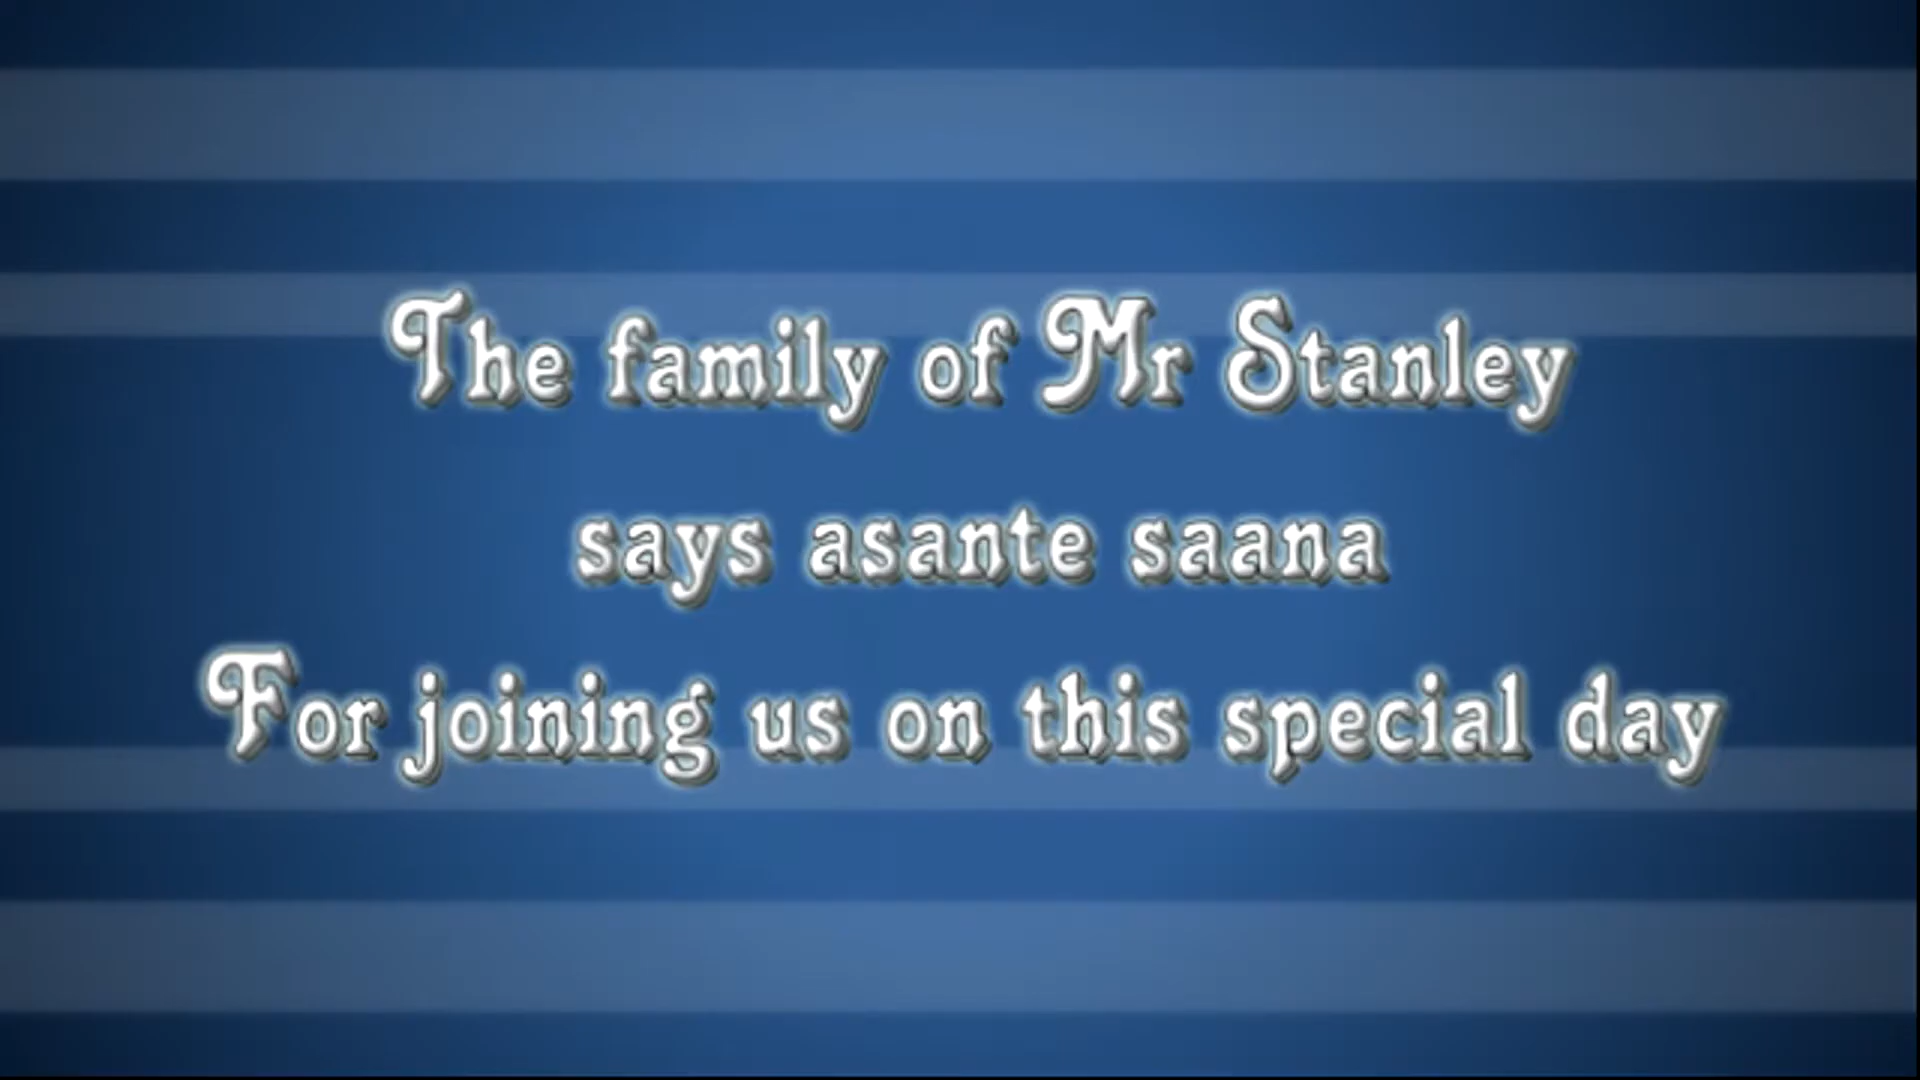 The family of Mr Stanley
says asante saana
For joining us on this special day